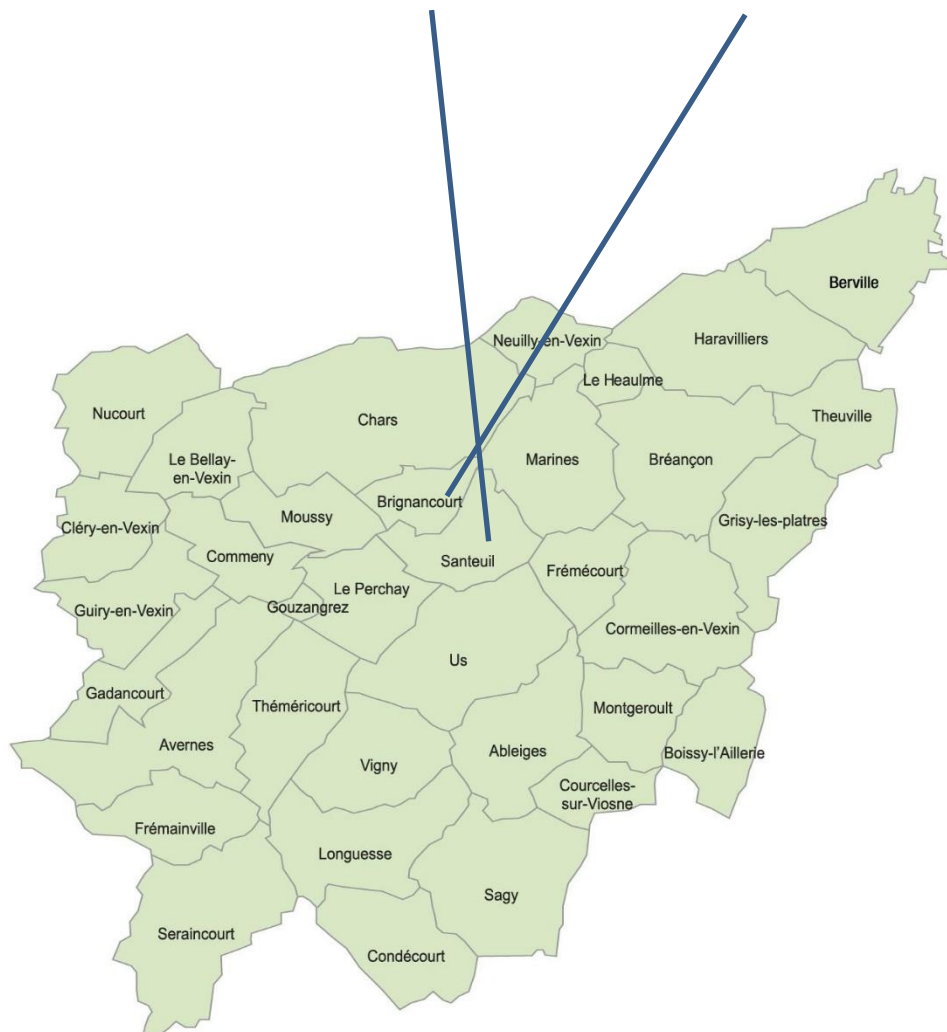 Berville
Neuilly-en-Vexin
Haravilliers
Le Heaulme
Nucourt
Chars
Theuville
Le Bellay-
en-Vexin
Marines
Bréançon
Brignancourt
Moussy
Cléry-en-Vexin
Grisy-les-platres
Commeny
Santeuil
Frémécourt
Le Perchay
Gouzangrez
Guiry-en-Vexin
Cormeilles-en-Vexin
Us
Gadancourt
Théméricourt
Montgeroult
Avernes
Ableiges
Boissy-l'Aillerie
Vigny
Courcelles-
sur-Viosne
Frémainville
Longuesse
Sagy
Seraincourt
Condécourt